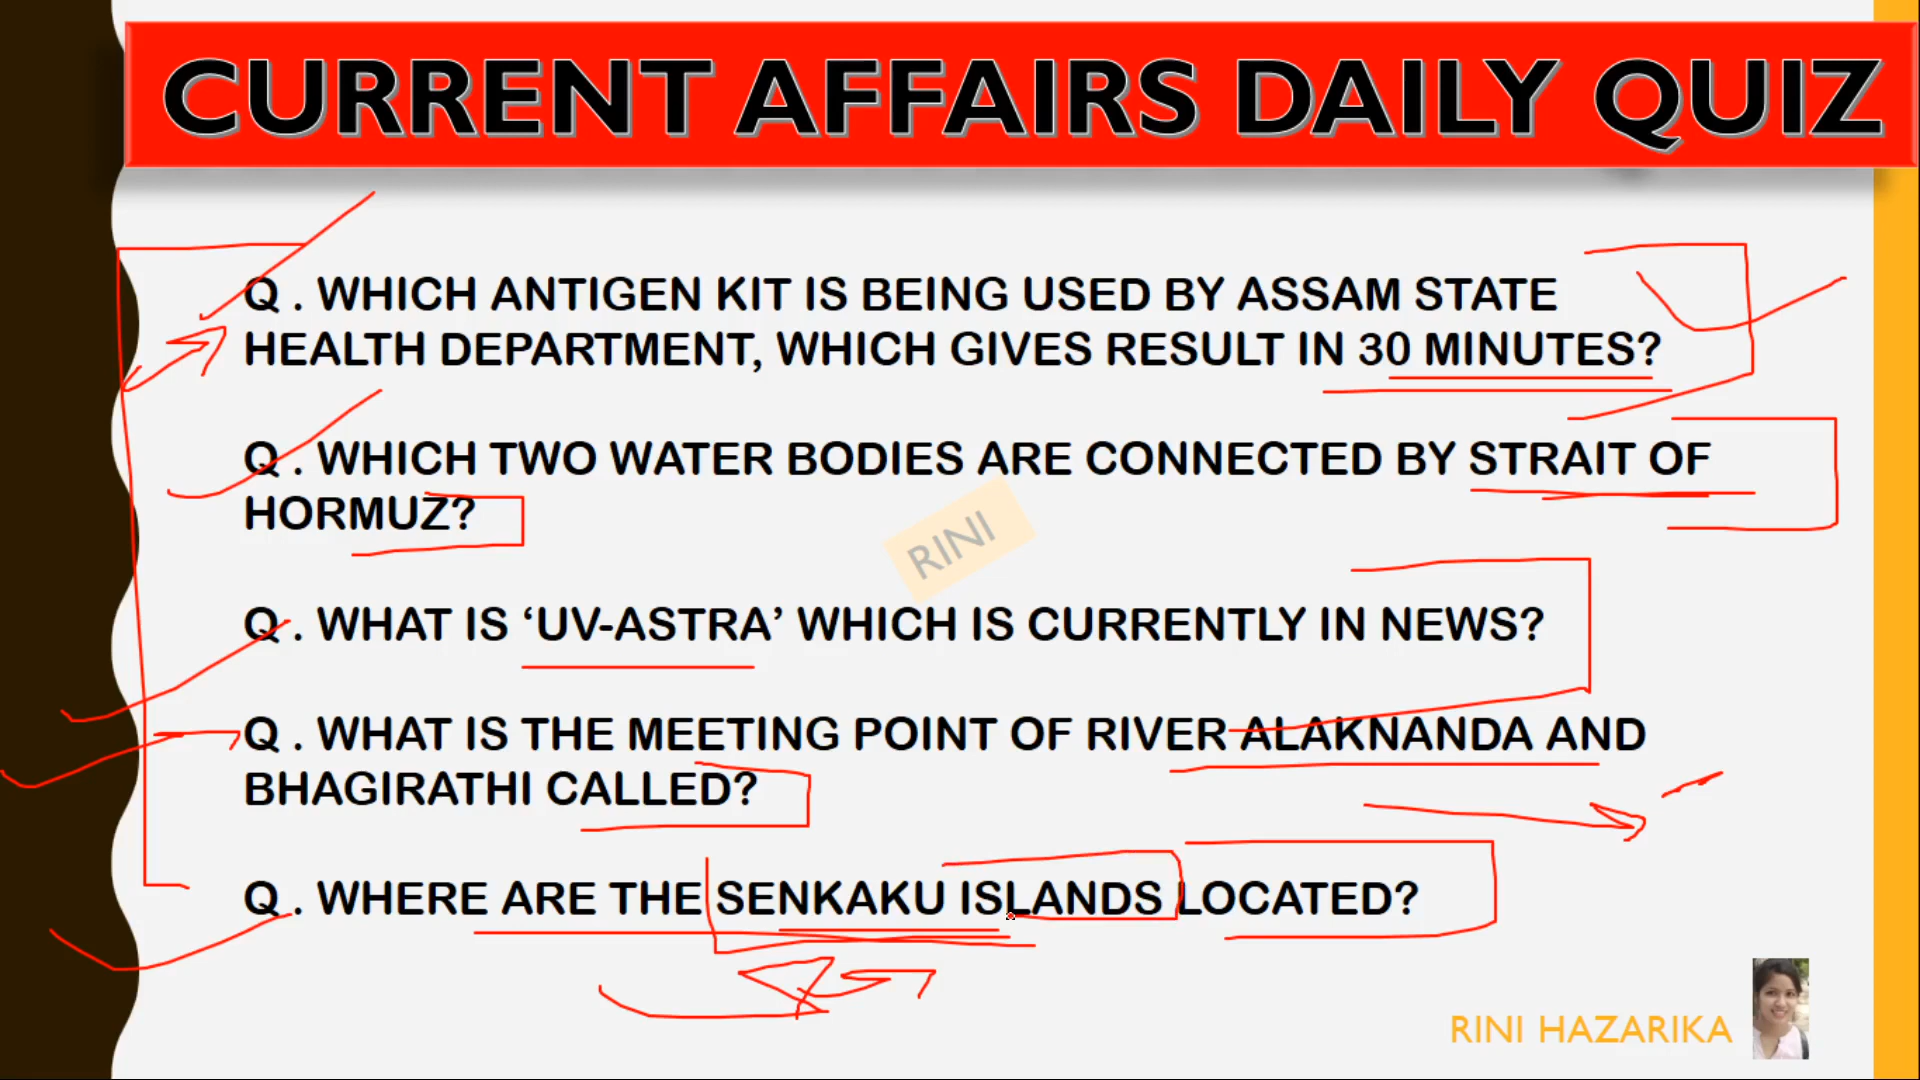 CURRENT AFFAIRS DAILY QUIZ
Q . WHICH ANTIGEN KIT IS BEING USED BY ASSAM STATE
HEALTH DEPARTMENT, WHICH GIVES RESULT IN 30 MINUTES?
Q . WHICH TWO WATER BODIES ARE CONNECTED BY STRAIT OF
HORMUZ?
RINI
Q . WHAT IS ‘UV-ASTRA’ WHICH IS CURRENTLY IN NEWS?
Q . WHAT IS THE MEETING POINT OF RIVER ALAKNANDA AND
BHAGIRATHI CALLED?
Q . WHERE ARE THE SENKAKU ISLANDS LOCATED?
RINI HAZARIKA